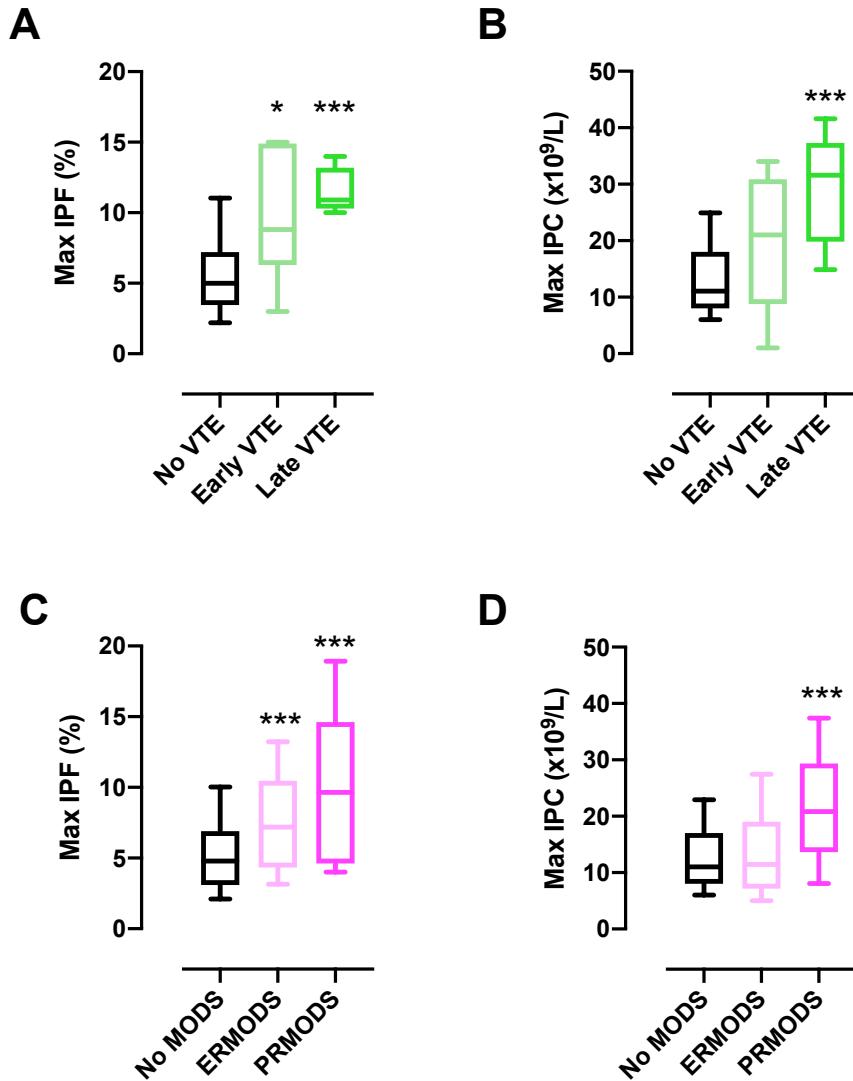 A
Max IPF (%)
20
15
10
5
0
* ***
No VTE
Early VTE
Late VTE
B
Max IPC (x10⁹/L)
50
40
30
20
10
0
***
No VTE
Early VTE
Late VTE
C
Max IPF (%)
20
15
10
5
0
***
***
No MODS
ERMODS
PRMODS
D
Max IPC (x10⁹/L)
50
40
30
20
10
0
***
No MODS
ERMODS
PRMODS